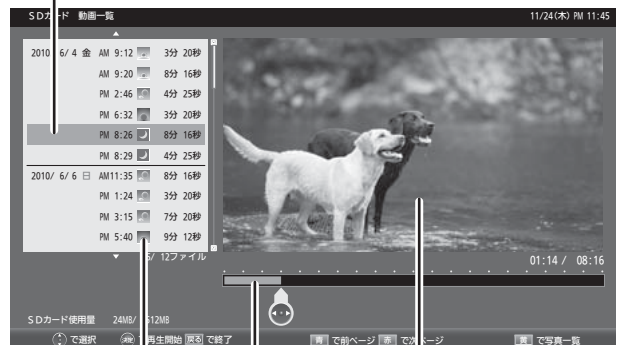 SDカード 動画一覧
11/24(木) PM 11:45
2010/ 6/ 4 金 AM 9:12 3分 20秒
AM 9:20 8分 16秒
PM 2:46 4分 25秒
PM 6:32 3分 20秒
PM 8:26 8分 16秒
PM 8:29 4分 25秒
2010/ 6/ 6 日 AM11:35 8分 16秒
PM 1:24 3分 20秒
PM 3:15 7分 20秒
PM 5:40 9分 12秒
/ 12ファイル
01:14 / 08:16
SDカード使用量 24MB/ 512MB
で選択 決定 で再生開始 戻る で終了 青 で前ページ 赤 で次ページ 黄 で写真一覧